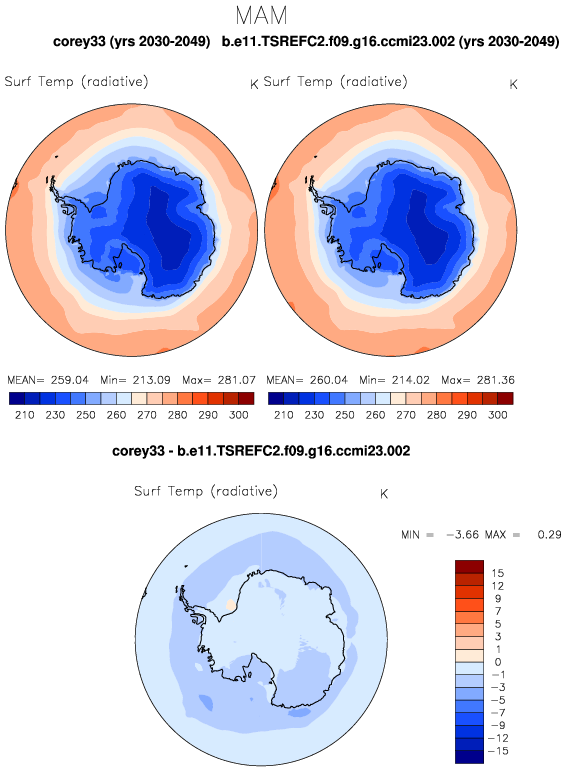 MAM
corey33 (yrs 2030-2049) b.e11.TSREFC2.f09.g16.ccmi23.002 (yrs 2030-2049)
Surf Temp (radiative) K Surf Temp (radiative) K
MEAN= 259.04 Min= 213.09 Max= 281.07 MEAN= 260.04 Min= 214.02 Max= 281.36
210 230 250 260 270 280 290 300 210 230 250 260 270 280 290 300
corey33 - b.e11.TSREFC2.f09.g16.ccmi23.002
Surf Temp (radiative) K
MIN = -3.66 MAX = 0.29
15
12
9
7
5
3
1
0
-1
-3
-5
-7
-9
-12
-15